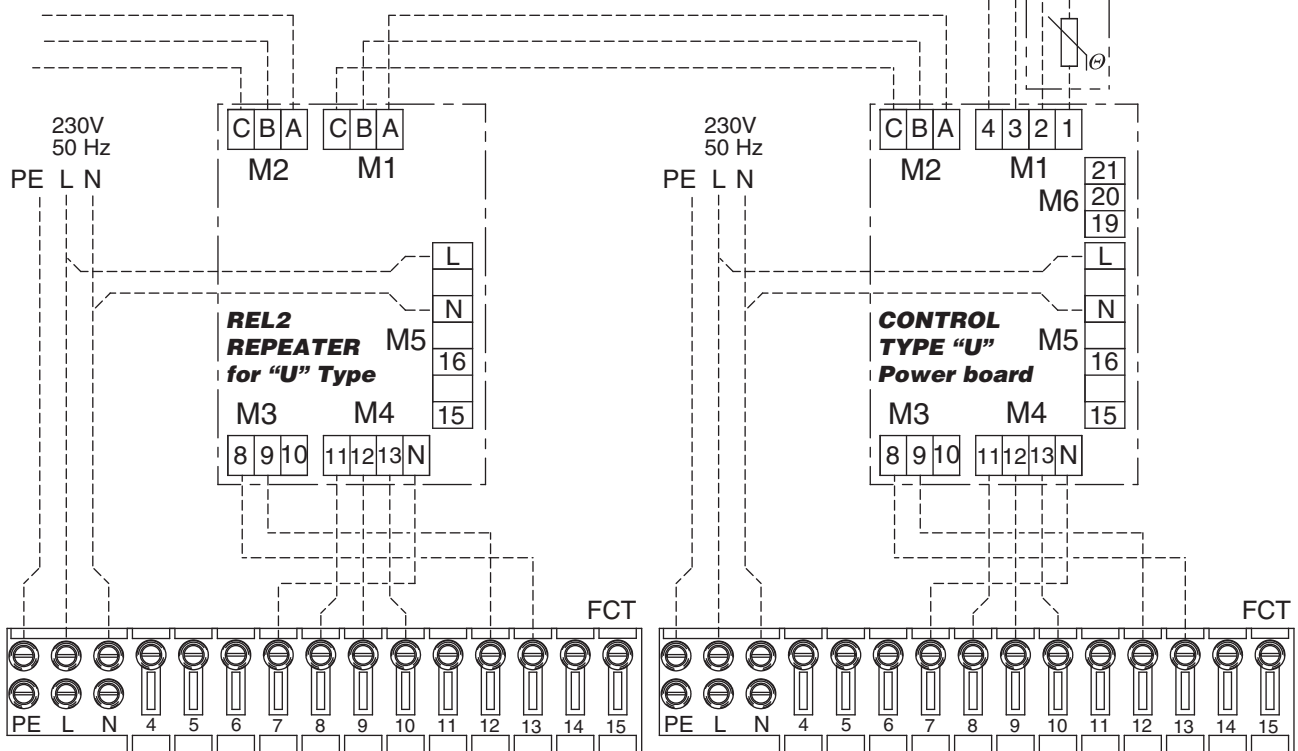 Θ
C B A C B A
M2 M1
230V
50 Hz
PE L N
L
N
M5
16
15
REL2
REPEATER
for “U” Type
M3 M4
8 9 10 11 12 13 N
FCT
PE L N 4 5 6 7 8 9 10 11 12 13 14 15
C B A 4 3 2 1
M2 M1
230V
50 Hz
PE L N
M6
21
20
19
L
N
M5
16
15
CONTROL
TYPE “U”
Power board
M3 M4
8 9 10 11 12 13 N
FCT
PE L N 4 5 6 7 8 9 10 11 12 13 14 15